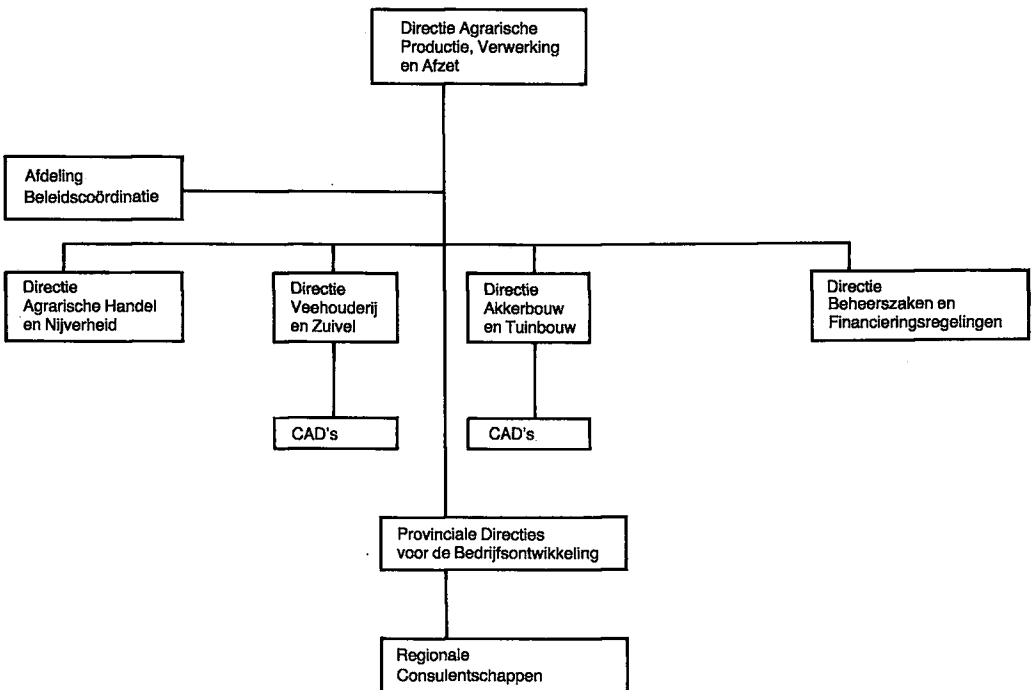 Directie Agrarische
Productie, Verwerking
en Afzet
Afdeling
Beleidscoördinatie
Directie
Agrarische Handel
en Nijverheid
Directie
Veehouderij
en Zuivel
Directie
Akkerbouw
en Tuinbouw
Directie
Beheerszaken en
Financieringsregelingen
CAD's
CAD's
Provinciale Directies
voor de Bedrijfsontwikkeling
Regionale
Consulentschappen